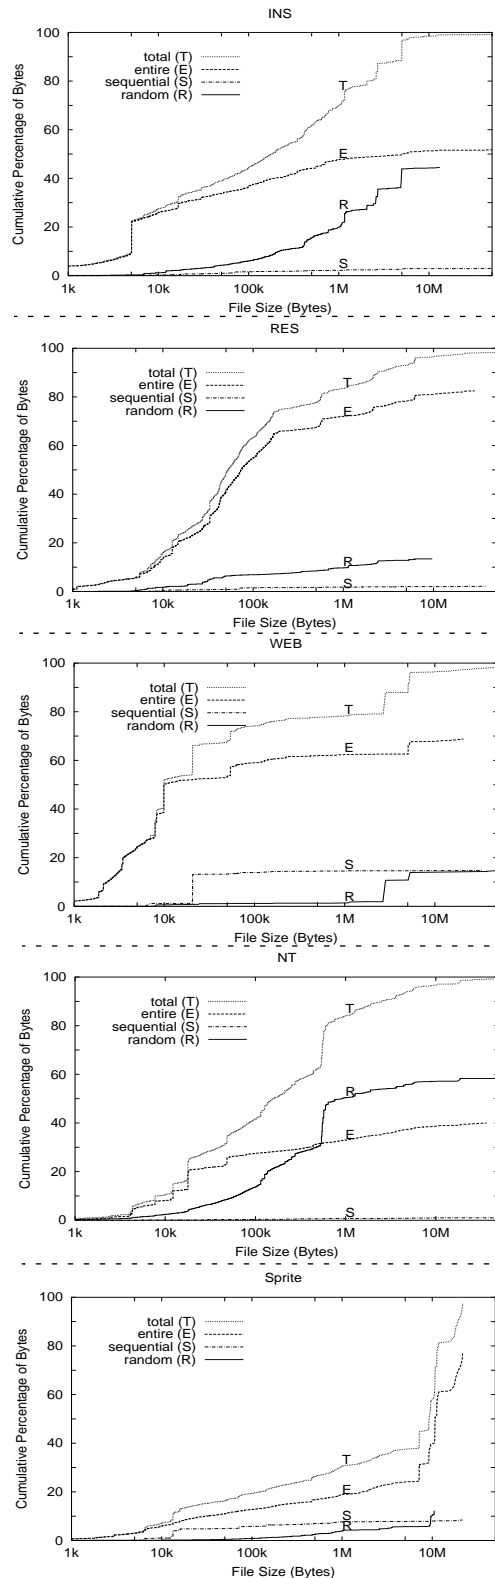 INS
Cumulative Percentage of Bytes
100
80
60
40
20
0
total (T)
entire (E)
sequential (S)
random (R)
T
E
R
S
1k 10k 100k 1M 10M
File Size (Bytes)
RES
Cumulative Percentage of Bytes
100
80
60
40
20
0
total (T)
entire (E)
sequential (S)
random (R)
T
E
R
S
1k 10k 100k 1M 10M
File Size (Bytes)
WEB
Cumulative Percentage of Bytes
100
80
60
40
20
0
total (T)
entire (E)
sequential (S)
random (R)
T
E
S
R
1k 10k 100k 1M 10M
File Size (Bytes)
NT
Cumulative Percentage of Bytes
100
80
60
40
20
0
total (T)
entire (E)
sequential (S)
random (R)
T
R
E
S
1k 10k 100k 1M 10M
File Size (Bytes)
Sprite
Cumulative Percentage of Bytes
100
80
60
40
20
0
total (T)
entire (E)
sequential (S)
random (R)
T
E
S
R
1k 10k 100k 1M 10M
File Size (Bytes)